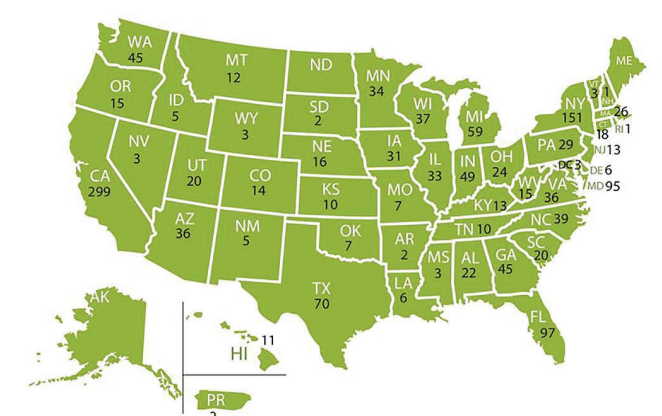 WA
45
OR
15
ID
5
MT
12
ND
SD
2
WY
3
NV
3
UT
20
CO
14
CA
299
AZ
36
NM
5
NE
16
KS
10
OK
7
TX
70
MN
34
IA
31
MO
7
AR
2
LA
6
WI
37
IL
33
MI
59
IN
49
OH
24
KY 13
TN 10
MS
3
AL
22
GA
45
FL
97
SC
20
NC 39
VA
36
WV
15
PA 29
NY
151
VT
3
NH
1
ME
MA
26
RI 1
CT
18
NJ 13
DE 6
MD 95
DC 3
AK
HI
11
PR